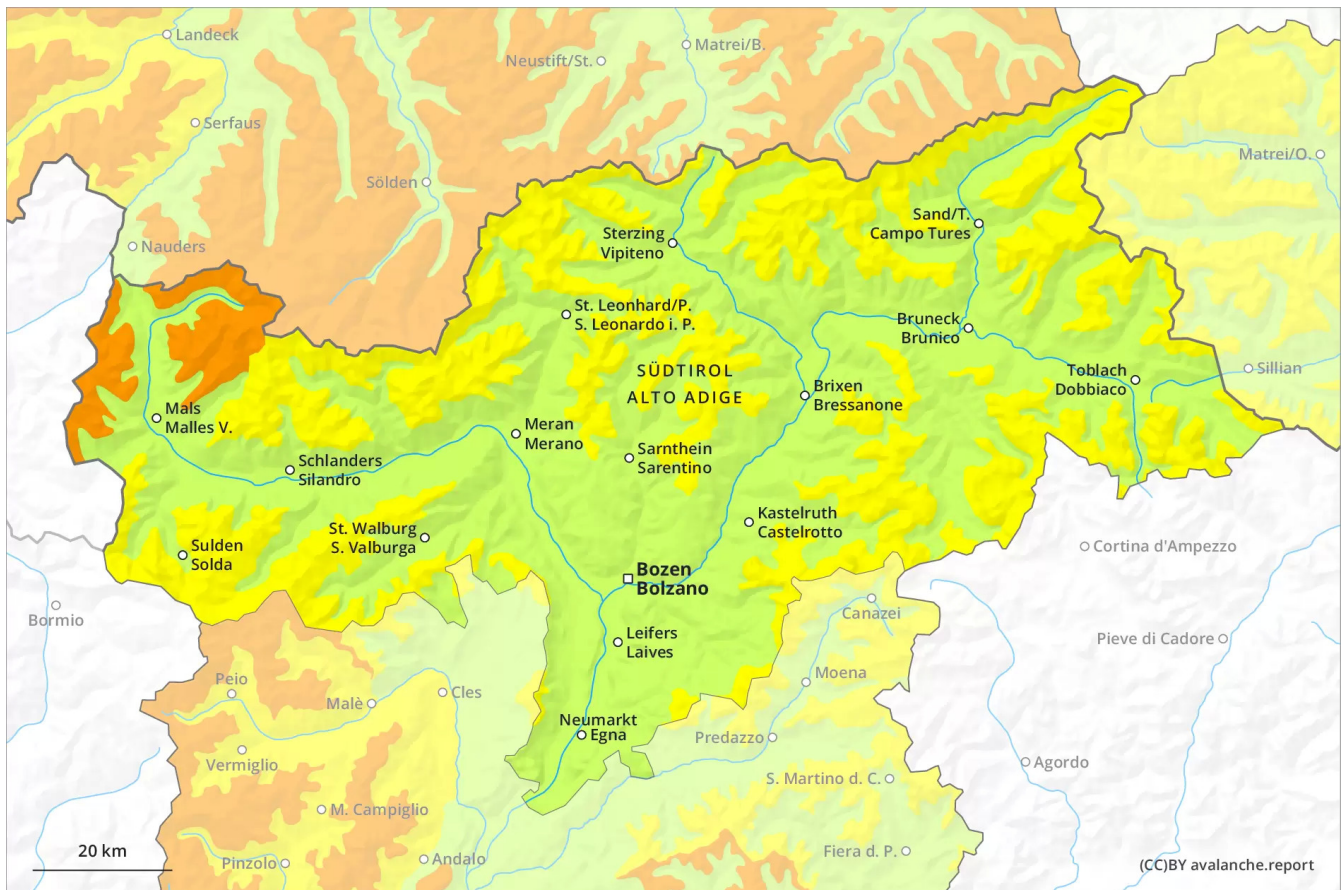 Landeck
Matrei/B.
Neustift/St.
Serfaus
Matrei/O.
Sölden
Sand/T.
Campo Tures
Sterzing
Vipiteno
Nauders
St. Leonhard/P.
S. Leonardo i. P.
Bruneck
Brunico
SÜDTIROL
ALTO ADIGE
Toblach
Dobbiaco
Sillian
Brixen
Bressanone
Mals
Malles V.
Meran
Merano
Schlanders
Silandro
Sarnthein
Sarentino
Kastelruth
Castelrotto
St. Walburg
S. Valburga
Sulden
Solda
Cortina d'Ampezzo
Bozen
Bolzano
Bormio
Canazei
Leifers
Laives
Pieve di Cadore
Peio
Moena
Malè
Cles
Neumarkt
Egna
Predazzo
Vermiglio
Agordo
S. Martino d. C.
M. Campiglio
20 km
Pinzolo
Andalo
Fiera d. P.
(CC)BY avalanche.report